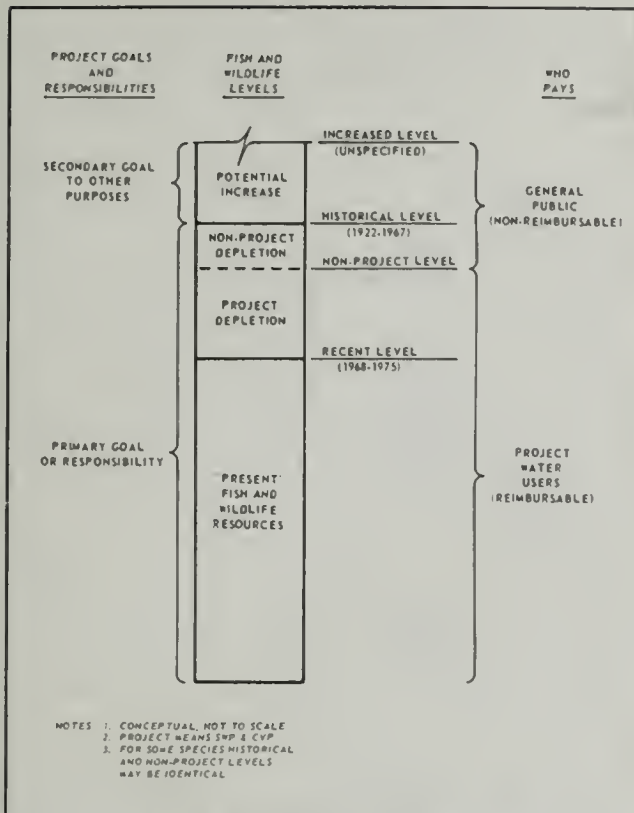 PROJECT GOALS
AND
RESPONSIBILITIES
FISH AND
WILDLIFE
LEVELS
WHO
PAYS
SECONDARY GOAL
TO OTHER
PURPOSES
POTENTIAL
INCREASE
INCREASED LEVEL
(UNSPECIFIED)
GENERAL
PUBLIC
(NON-REIMBURSABLE)
HISTORICAL LEVEL
(1922-1967)
NON-PROJECT
DEPLETION
NON-PROJECT LEVEL
PROJECT
DEPLETION
RECENT LEVEL
(1968-1975)
PRIMARY GOAL
OR RESPONSIBILITY
PRESENT
FISH AND
WILDLIFE
RESOURCES
PROJECT
WATER
USERS
(REIMBURSABLE)
NOTES 1. CONCEPTUAL, NOT TO SCALE
2. PROJECT MEANS SWP & CVP
3. FOR SOME SPECIES HISTORICAL
AND NON-PROJECT LEVELS
MAY BE IDENTICAL